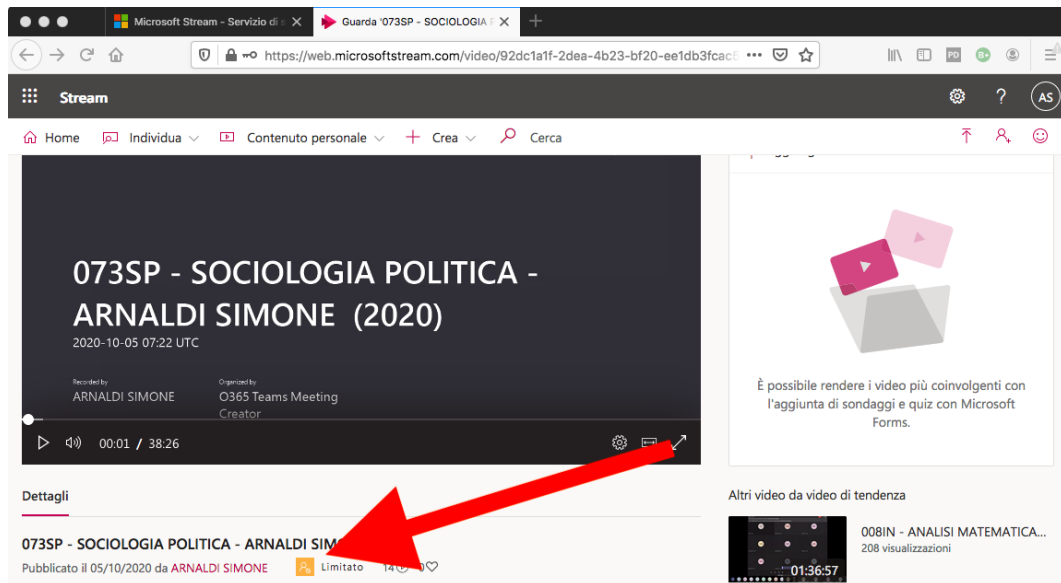 Microsoft Stream - Servizio di s
Guarda '073SP - SOCIOLOGIA P
https://web.microsoftstream.com/video/92dc1a1f-2dea-4b23-bf20-ee1db3fcac5
PD
B+
Stream
?
AS
Home
Individua
Contenuto personale
Crea
Cerca
073SP - SOCIOLOGIA POLITICA -
ARNALDI SIMONE (2020)
2020-10-05 07:22 UTC
Recorded by
ARNALDI SIMONE
Organized by
O365 Teams Meeting
Creator
00:01 / 38:26
È possibile rendere i video più coinvolgenti con
l'aggiunta di sondaggi e quiz con Microsoft
Forms.
Dettagli
073SP - SOCIOLOGIA POLITICA - ARNALDI SIM
Pubblicato il 05/10/2020 da ARNALDI SIMONE
Limitato
14
0
Altri video da video di tendenza
01:36:57
008IN - ANALISI MATEMATICA...
208 visualizzazioni